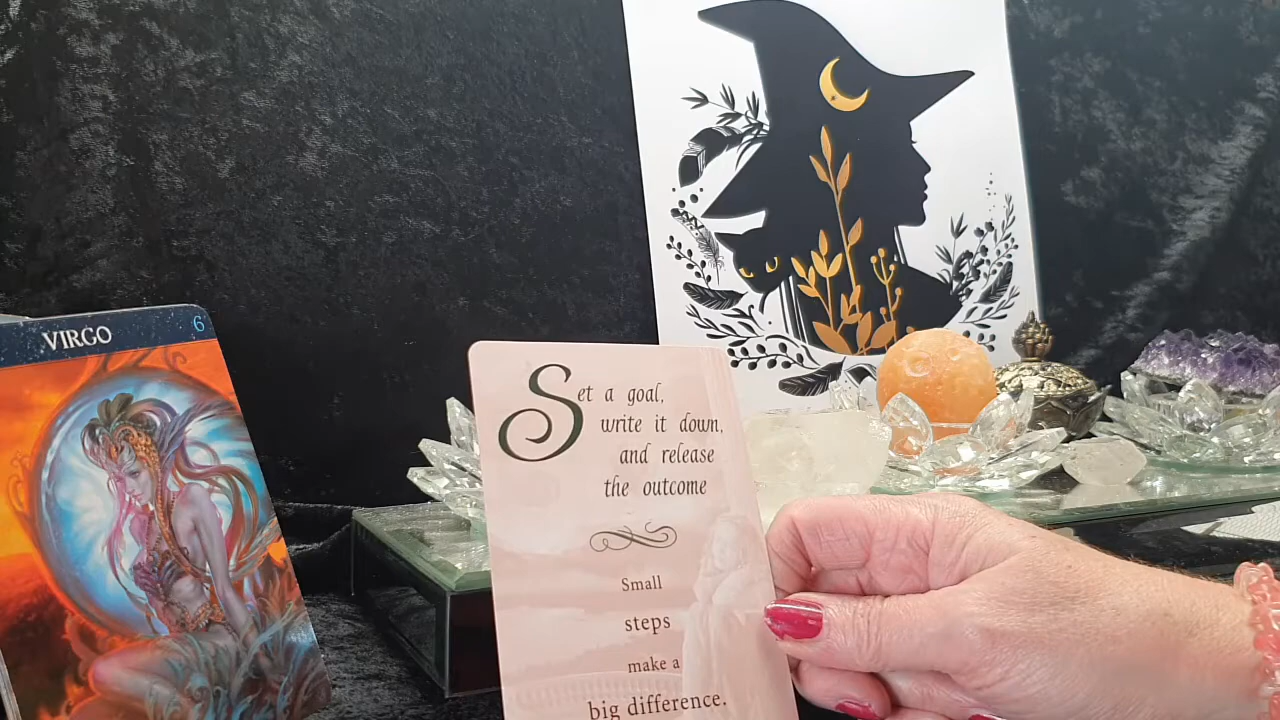 VIRGO 6
Set a goal,
write it down,
and release
the outcome
Small
steps
make a
big difference.